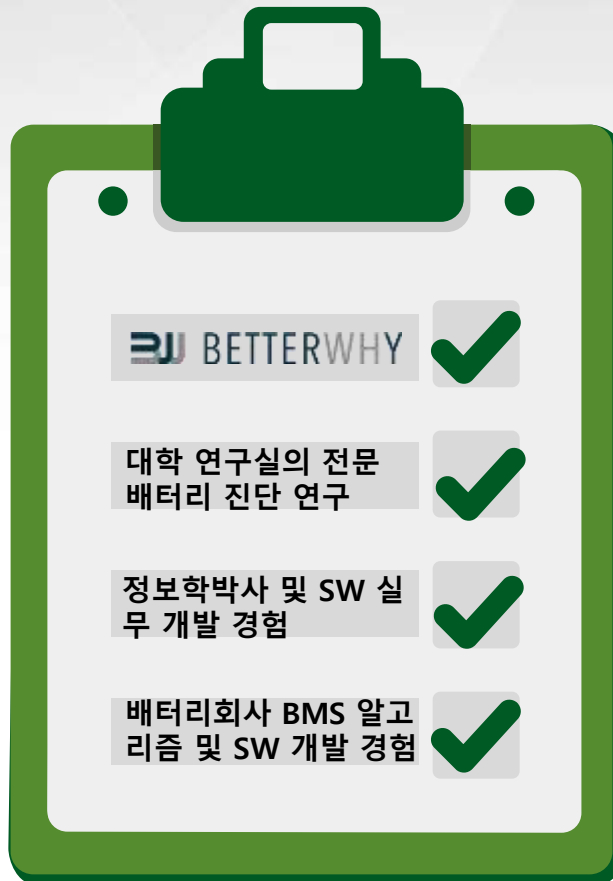 BW BETTERWHY
대학 연구실의 전문
배터리 진단 연구
정보학박사 및 SW 실
무 개발 경험
배터리회사 BMS 알고
리즘 및 SW 개발 경험